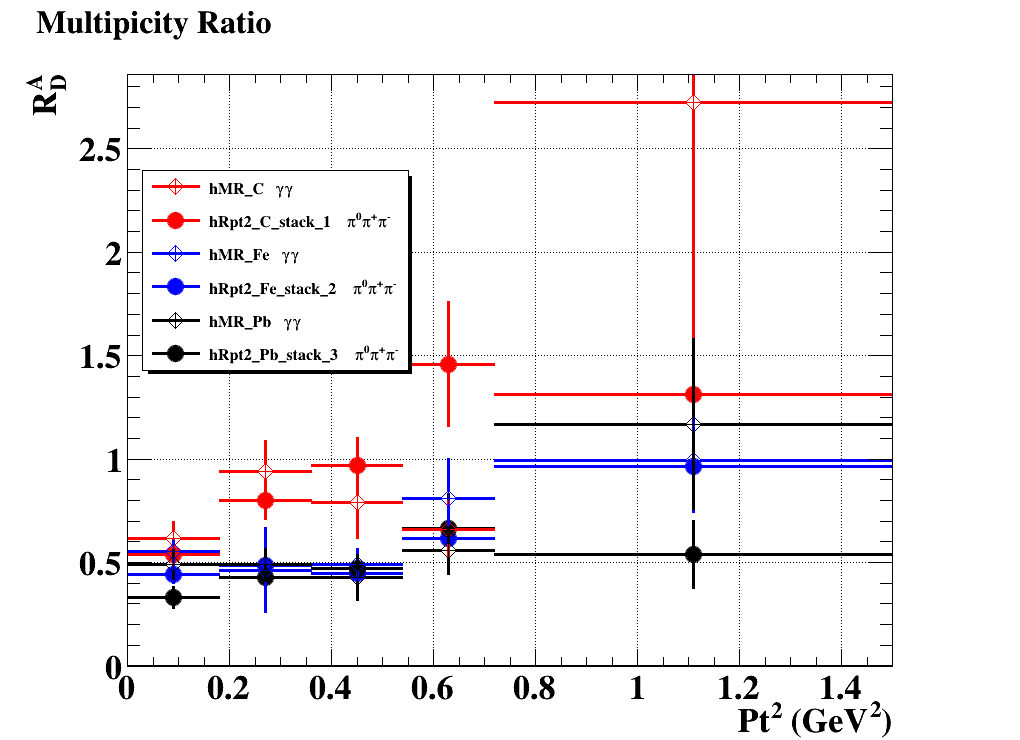 Multipicity Ratio
R_D^A
2.5
2
1.5
1
0.5
0
hMR_C γγ
hRpt2_C_stack_1 π⁰π⁺π⁻
hMR_Fe γγ
hRpt2_Fe_stack_2 π⁰π⁺π⁻
hMR_Pb γγ
hRpt2_Pb_stack_3 π⁰π⁺π⁻
0 0.2 0.4 0.6 0.8 1 1.2 1.4
Pt² (GeV²)